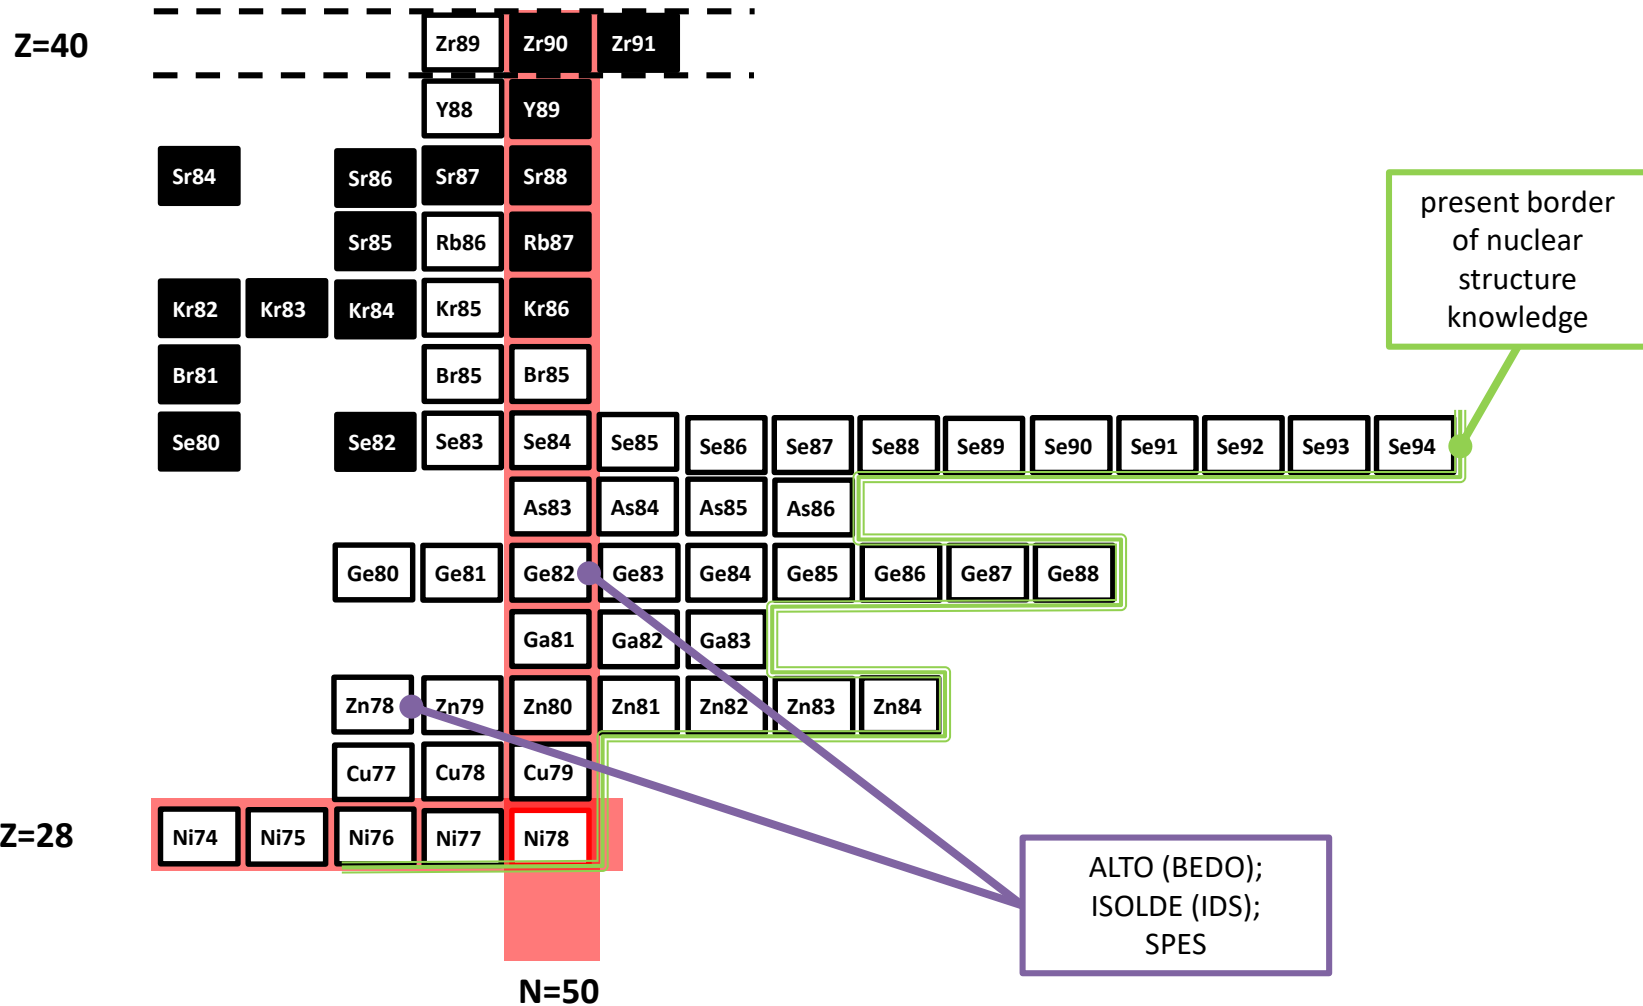 Z=40
Zr89 Zr90 Zr91
Y88 Y89
Sr84 Sr86 Sr87 Sr88
Sr85 Rb86 Rb87
Kr82 Kr83 Kr84 Kr85 Kr86
Br81 Br85 Br85
Se80 Se82 Se83 Se84 Se85 Se86 Se87 Se88 Se89 Se90 Se91 Se92 Se93 Se94
As83 As84 As85 As86
Ge80 Ge81 Ge82 Ge83 Ge84 Ge85 Ge86 Ge87 Ge88
Ga81 Ga82 Ga83
Zn78 Zn79 Zn80 Zn81 Zn82 Zn83 Zn84
Cu77 Cu78 Cu79
Z=28
Ni74 Ni75 Ni76 Ni77 Ni78
N=50
present border
of nuclear
structure
knowledge
ALTO (BEDO);
ISOLDE (IDS);
SPES